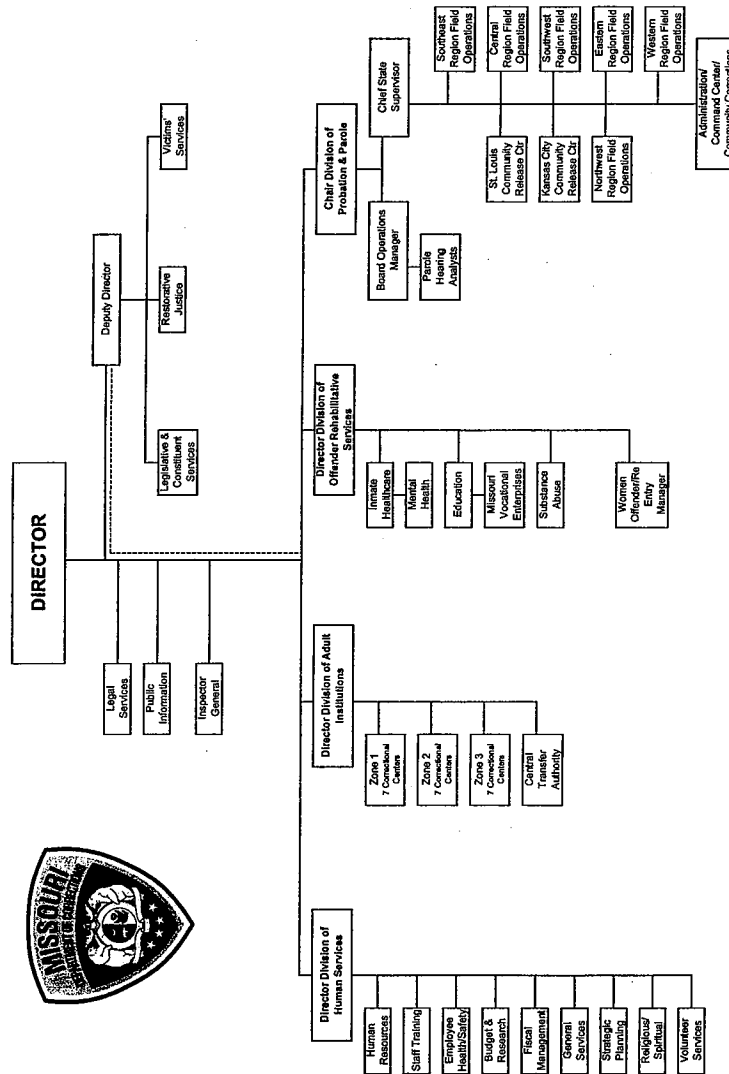 MISSOURI
DEPARTMENT OF CORRECTIONS
DIRECTOR
Legal
Services
Public
Information
Inspector
General
Deputy Director
Legislative &
Constituent
Services
Restorative
Justice
Victims'
Services
Director Division of
Human Services
Human
Resources
Staff Training
Employee
Health/Safety
Budget &
Research
Fiscal
Management
General
Services
Strategic
Planning
Religious/
Spiritual
Volunteer
Services
Director Division of Adult
Institutions
Zone 1
7 Correctional
Centers
Zone 2
7 Correctional
Centers
Zone 3
7 Correctional
Centers
Central
Transfer
Authority
Director Division of
Offender Rehabilitative
Services
Inmate
Healthcare
Mental
Health
Education
Missouri
Vocational
Enterprises
Substance
Abuse
Women
Offender/Re
Entry
Manager
Chair Division of
Probation & Parole
Board Operations
Manager
Parole
Hearing
Analysts
Chief State
Supervisor
St. Louis
Community
Release Ctr
Southeast
Region Field
Operations
Central
Region Field
Operations
Kansas City
Community
Release Ctr
Southwest
Region Field
Operations
Northwest
Region Field
Operations
Eastern
Region Field
Operations
Western
Region Field
Operations
Administration/
Command Center/
Community Corrections